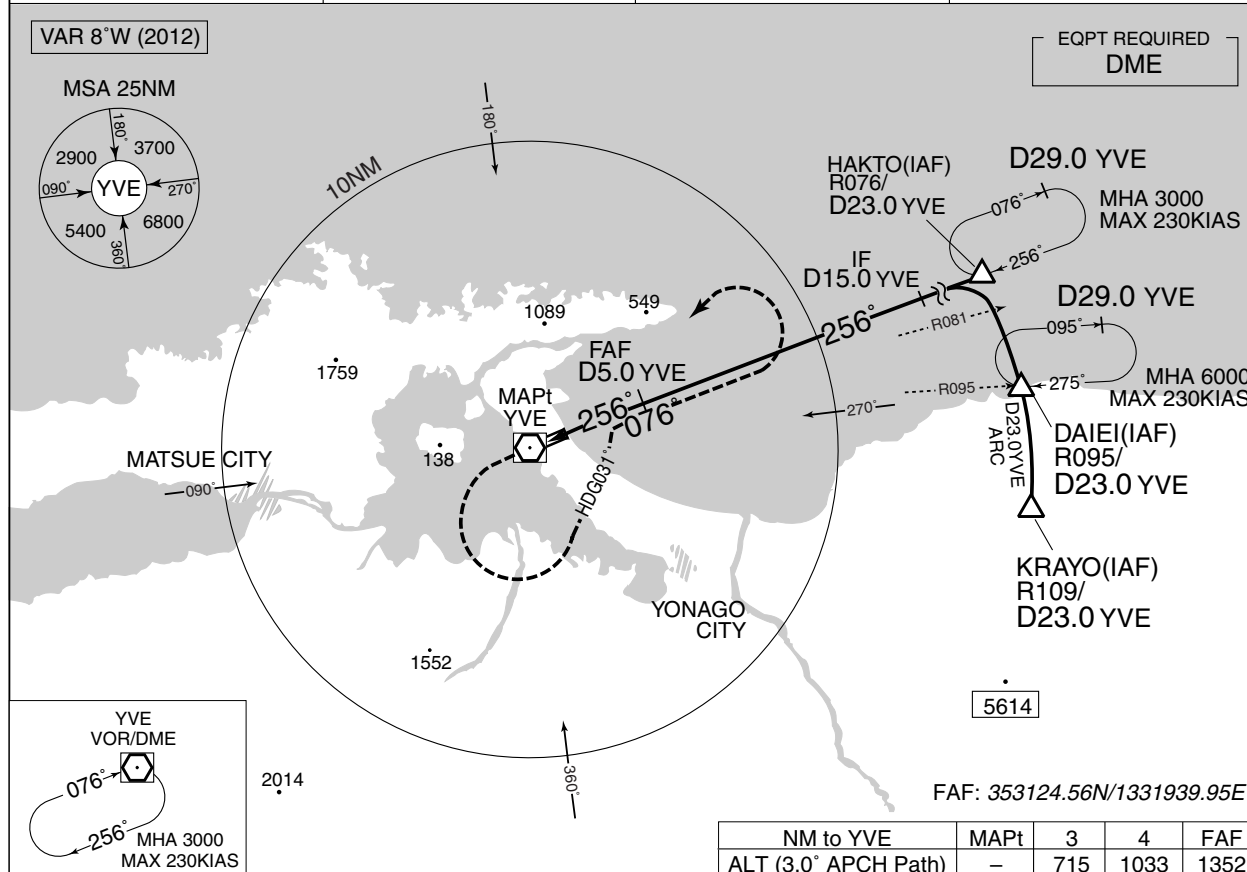 VAR 8°W (2012)
EQPT REQUIRED
DME
MSA 25NM
180°
2900
3700
090°
YVE
270°
5400
6800
360°
10NM
180°
HAKTO(IAF)
R076/
D23.0 YVE
D29.0 YVE
076°
MHA 3000
MAX 230KIAS
256°
IF
D15.0 YVE
D29.0 YVE
256°
R081
095°
549
1089
1759
FAF
D5.0 YVE
MAPt
YVE
256°
076°
R095
275°
MHA 6000
MAX 230KIAS
270°
D23.0YVE
ARC
DAIEI(IAF)
R095/
D23.0 YVE
138
MATSUE CITY
090°
HDG031°
KRAYO(IAF)
R109/
D23.0 YVE
YONAGO
CITY
1552
5614
360°
2014
YVE
VOR/DME
076°
256°
MHA 3000
MAX 230KIAS
FAF: 353124.56N/1331939.95E
NM to YVE MAPt 3 4 FAF
ALT (3.0° APCH Path) – 715 1033 1352